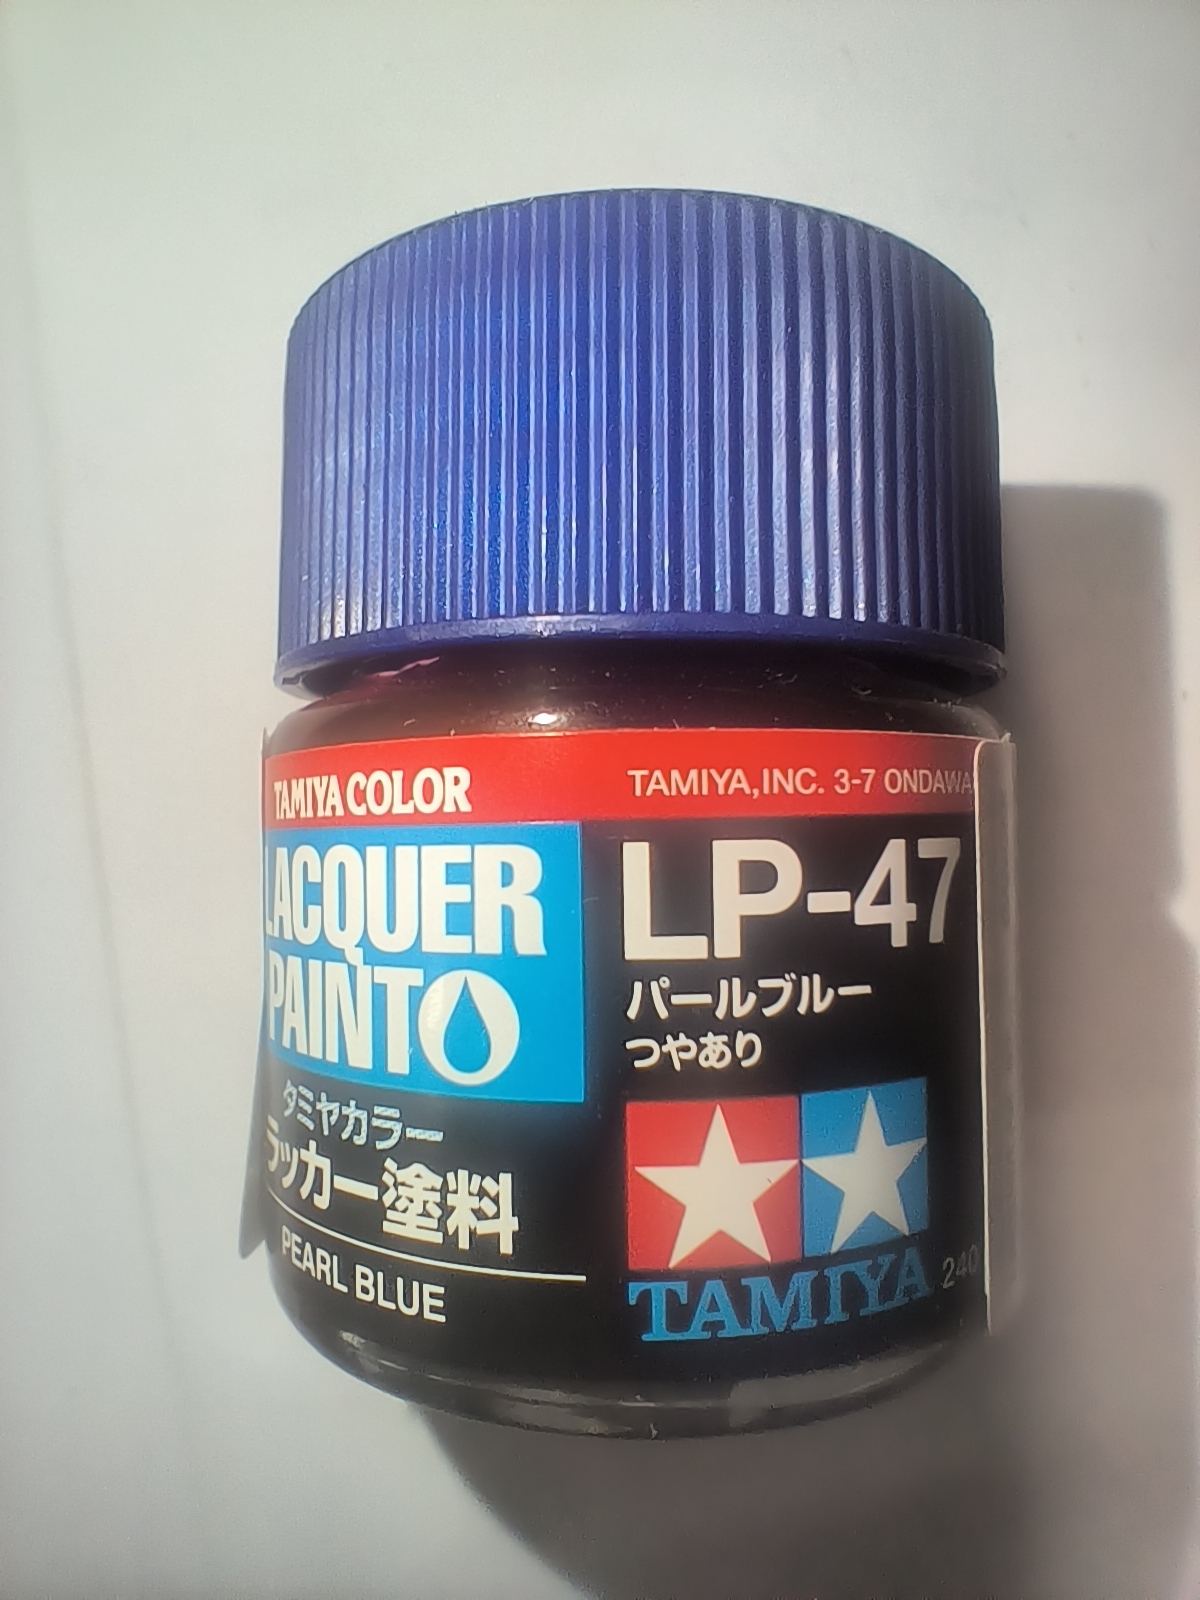 TAMIYA COLOR
TAMIYA,INC. 3-7 ONDAWA
LACQUER
PAINT
タミヤカラー
ラッカー塗料
PEARL BLUE
LP-47
パールブルー
つやあり
TAMIYA
240